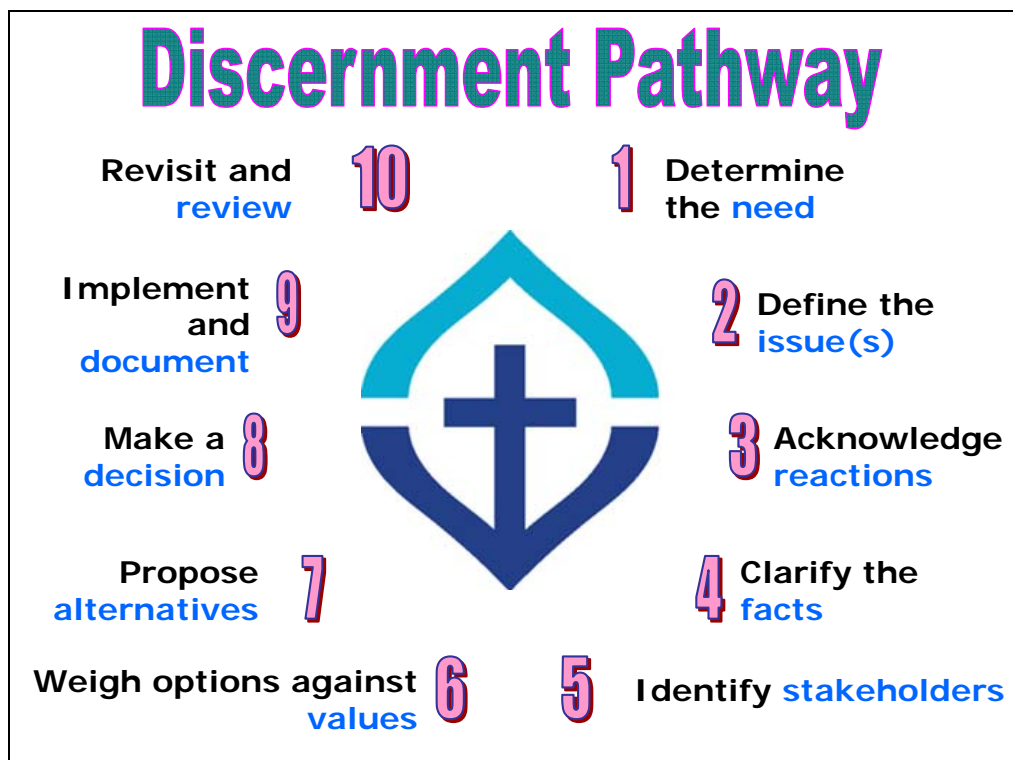 Discernment Pathway
1 Determine
the need
2 Define the
issue(s)
3 Acknowledge
reactions
4 Clarify the
facts
5 Identify stakeholders
6 Weigh options against
values
7 Propose
alternatives
8 Make a
decision
9 Implement
and
document
10 Revisit and
review